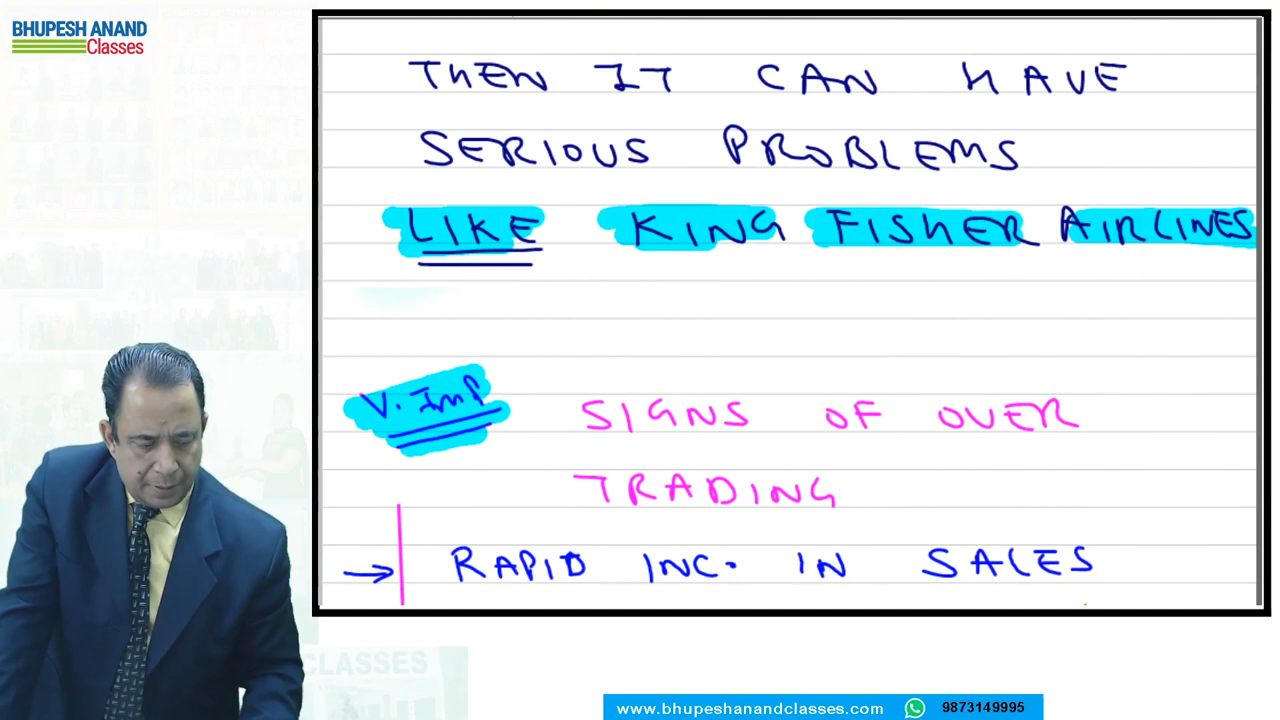 BHUPESH ANAND
Classes
THEN IT CAN HAVE
SERIOUS PROBLEMS
LIKE KING FISHER AIRLINES
V. Imp SIGNS OF OVER
TRADING
→ RAPID INC. IN SALES
CLASSES
www.bhupeshanandclasses.com 9873149995